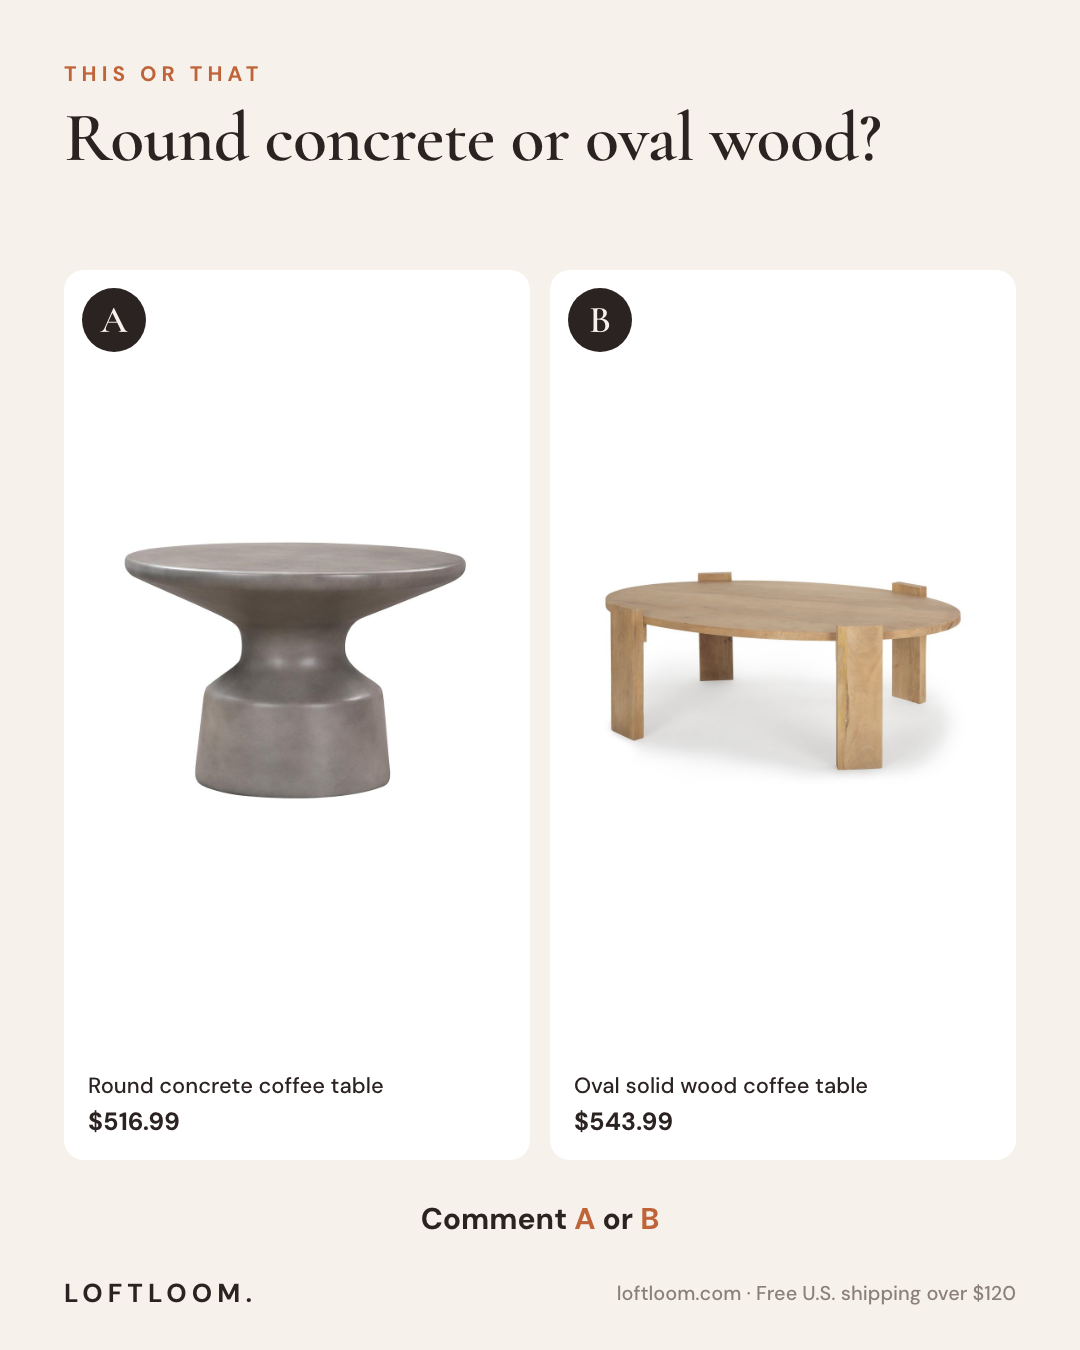 THIS OR THAT
Round concrete or oval wood?
A
B
Round concrete coffee table
$516.99
Oval solid wood coffee table
$543.99
Comment A or B
LOFTLOOM.
loftloom.com · Free U.S. shipping over $120